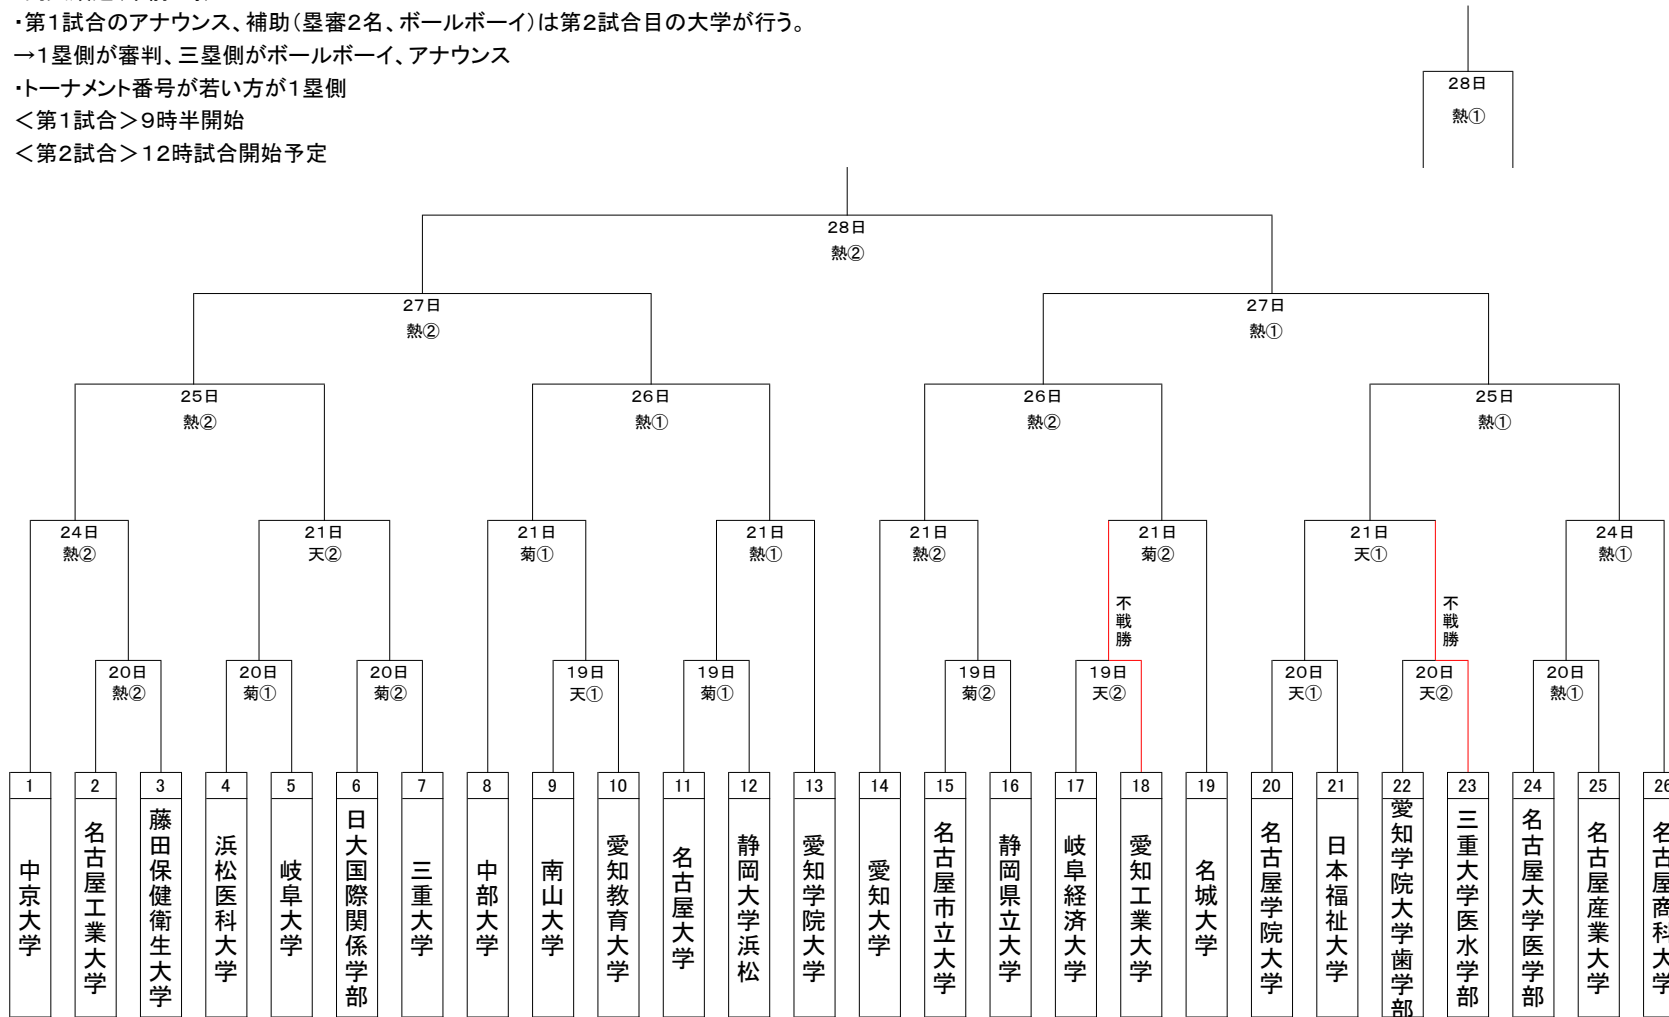 ・第1試合のアナウンス、補助(塁審2名、ボールボーイ)は第2試合目の大学が行う。
→1塁側が審判、三塁側がボールボーイ、アナウンス
・トーナメント番号が若い方が1塁側
＜第1試合＞9時半開始
＜第2試合＞12時試合開始予定
28日
熱①
28日
熱②
27日
熱②
27日
熱①
25日
熱②
26日
熱①
26日
熱②
25日
熱①
24日
熱②
21日
天②
21日
菊①
21日
熱①
21日
熱②
21日
菊②
21日
天①
24日
熱①
不戦勝
不戦勝
20日
熱②
20日
菊①
20日
菊②
19日
天①
19日
菊①
19日
菊②
19日
天②
20日
天①
20日
天②
20日
熱①
1
中京大学
2
名古屋工業大学
3
藤田保健衛生大学
4
浜松医科大学
5
岐阜大学
6
日大国際関係学部
7
三重大学
8
中部大学
9
南山大学
10
愛知教育大学
11
名古屋大学
12
静岡大学浜松
13
愛知学院大学
14
愛知大学
15
名古屋市立大学
16
静岡県立大学
17
岐阜経済大学
18
愛知工業大学
19
名城大学
20
名古屋学院大学
21
日本福祉大学
22
愛知学院大学歯学部
23
三重大学医水学部
24
名古屋大学医学部
25
名古屋産業大学
26
名古屋商科大学